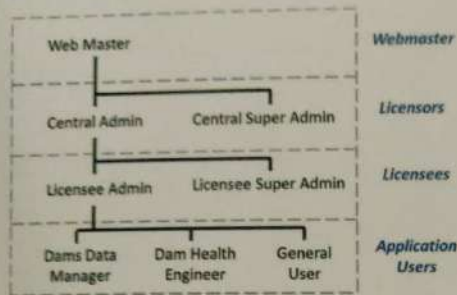 Web Master
Webmaster
Central Admin
Central Super Admin
Licensors
Licensee Admin
Licensee Super Admin
Licensees
Dams Data
Manager
Dam Health
Engineer
General
User
Application
Users